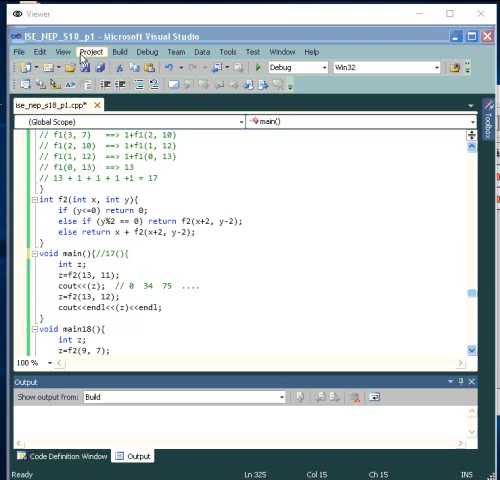 Viewer
ISE_NEP_S18_p1 - Microsoft Visual Studio
File Edit View Project Build Debug Team Data Tools Test Window Help
Debug Win32
ise_nep_s18_p1.cpp* ×
Toolbox
(Global Scope) main()
// f1(3, 7) ==> 1+f1(2, 10)
// f1(2, 10) ==> 1+f1(1, 12)
// f1(1, 12) ==> 1+f1(0, 13)
// f1(0, 13) ==> 13
// 13 + 1 + 1 + 1 +1 = 17
}
int f2(int x, int y){
if (y<=0) return 0;
else if (y%2 == 0) return f2(x+2, y-2);
else return x + f2(x+2, y-2);
}
void main(){//17(){
int z;
z=f2(13, 11);
cout<<(z); // 0 34 75 ....
z=f2(13, 12);
cout<<endl<<(z)<<endl;
}
void main18(){
int z;
z=f2(9, 7);
100 %
Output
Show output from: Build
Code Definition Window Output
Ready Ln 325 Col 15 Ch 15 INS